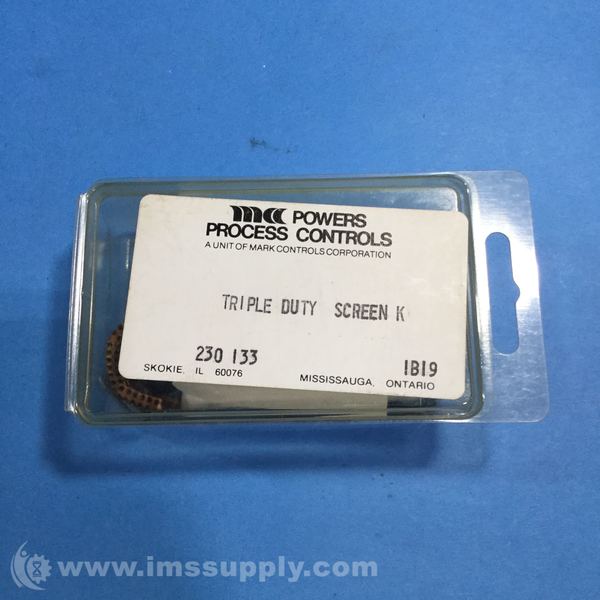 mcc POWERS
PROCESS CONTROLS
A UNIT OF MARK CONTROLS CORPORATION
TRIPLE DUTY SCREEN K
230 133 1B19
SKOKIE, IL 60076 MISSISSAUGA, ONTARIO
www.imssupply.com